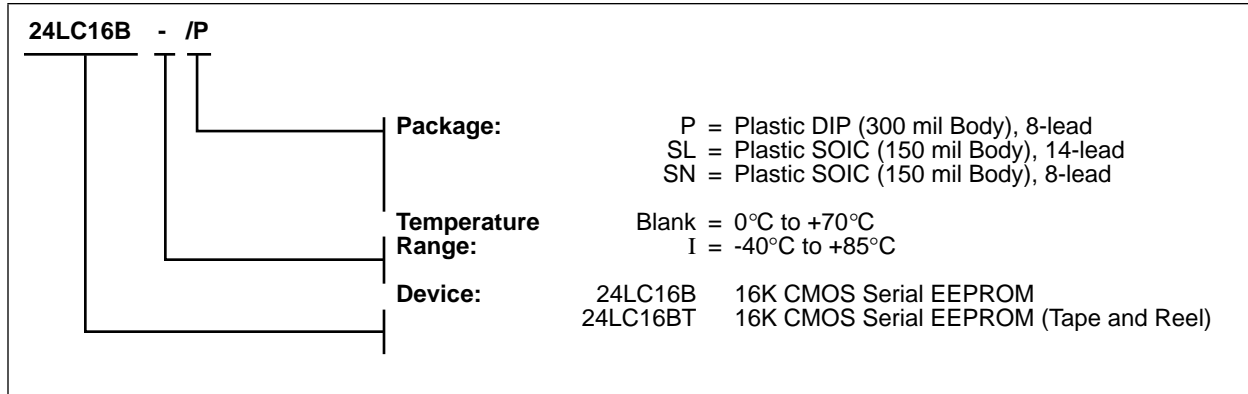 24LC16B - /P
Package: P = Plastic DIP (300 mil Body), 8-lead
SL = Plastic SOIC (150 mil Body), 14-lead
SN = Plastic SOIC (150 mil Body), 8-lead
Temperature Blank = 0°C to +70°C
Range: I = -40°C to +85°C
Device: 24LC16B 16K CMOS Serial EEPROM
24LC16BT 16K CMOS Serial EEPROM (Tape and Reel)